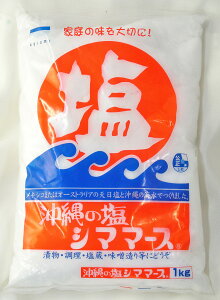 家庭の味を大切に!
塩
メキシコまたはオーストラリアの天日塩と沖縄の海水でつくりました。
沖縄の塩
シママース®
漬物・調理・塩蔵・味噌造り等にどうぞ
沖縄の塩シママース® 1kg